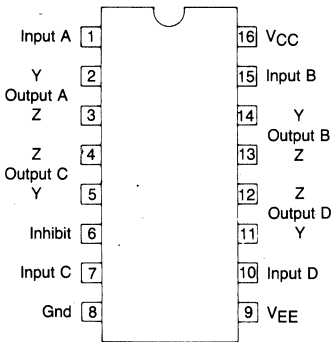 Input A 1 16 VCC
Y 2 15 Input B
Output A
Z 3 14 Y
Output B
Z 4 13 Z
Output C
Y 5 12 Z
Output D
Inhibit 6 11 Y
Input C 7 10 Input D
Gnd 8 9 VEE